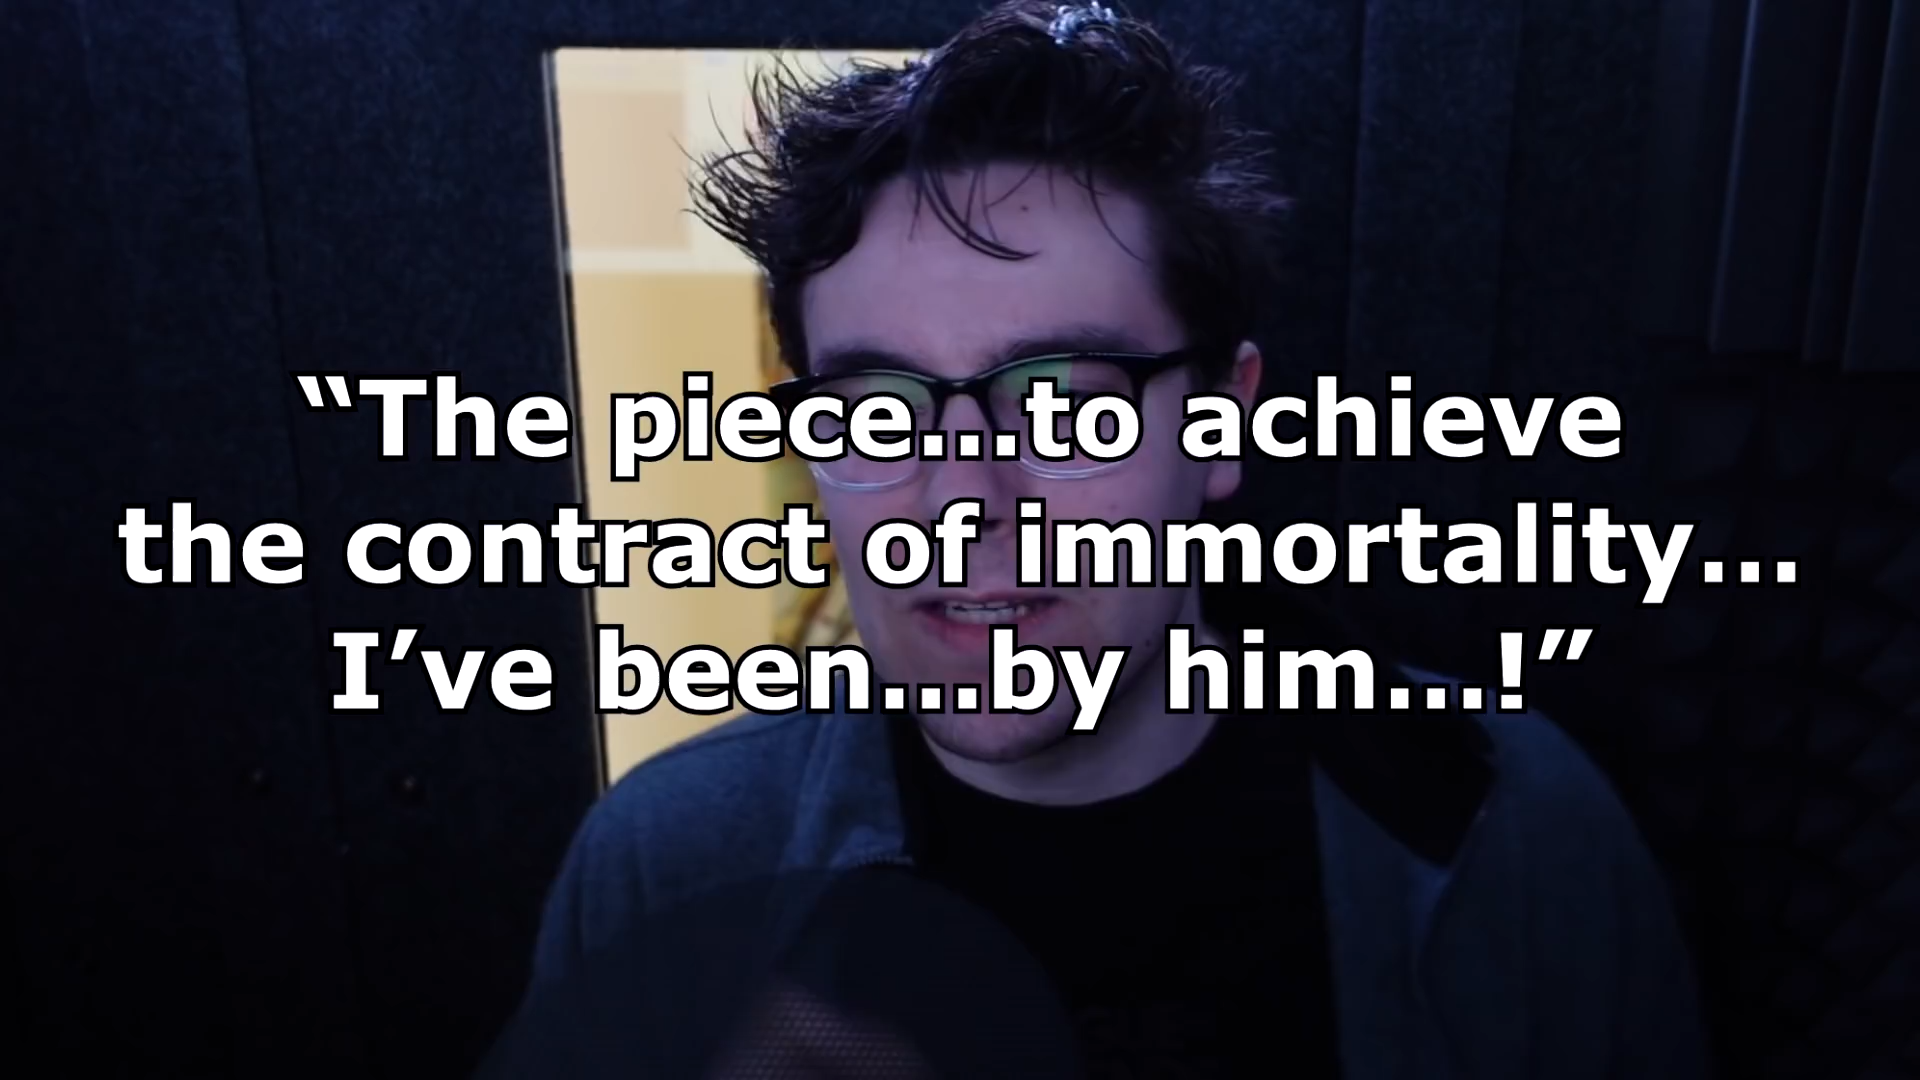 “The piece...to achieve
the contract of immortality...
I’ve been...by him...!”